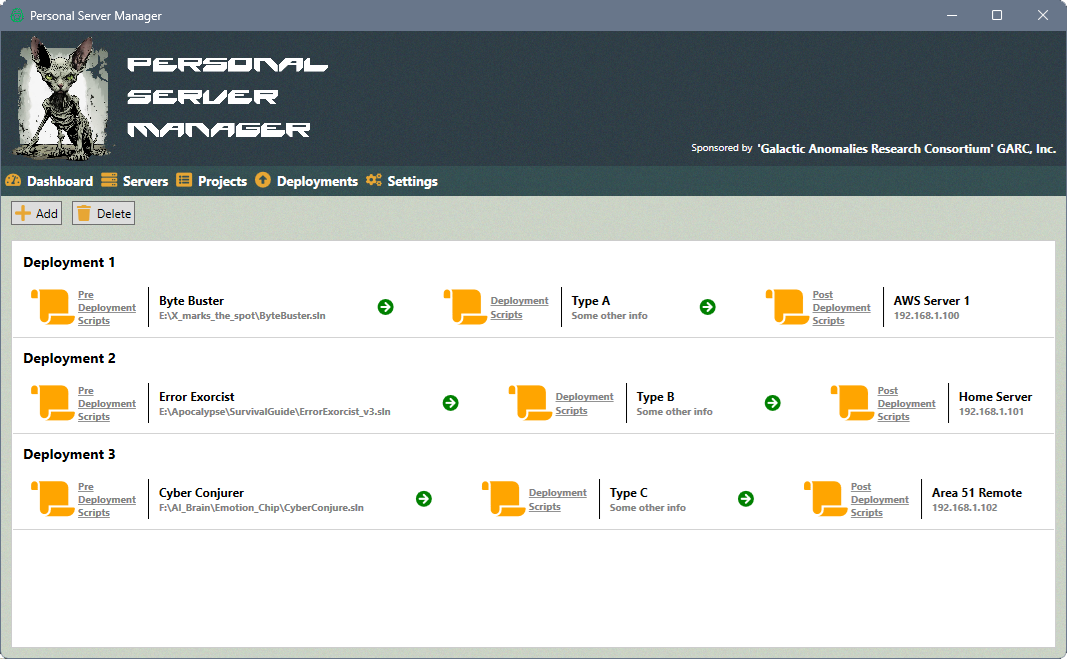 Personal Server Manager
PERSONAL
SERVER
MANAGER
Sponsored by 'Galactic Anomalies Research Consortium' GARC, Inc.
Dashboard Servers Projects Deployments Settings
Add Delete
Deployment 1
Pre
Deployment
Scripts
Byte Buster
E:\X_marks_the_spot\ByteBuster.sln
Deployment
Scripts
Type A
Some other info
Post
Deployment
Scripts
AWS Server 1
192.168.1.100
Deployment 2
Pre
Deployment
Scripts
Error Exorcist
E:\Apocalypse\SurvivalGuide\ErrorExorcist_v3.sln
Deployment
Scripts
Type B
Some other info
Post
Deployment
Scripts
Home Server
192.168.1.101
Deployment 3
Pre
Deployment
Scripts
Cyber Conjurer
F:\AI_Brain\Emotion_Chip\CyberConjure.sln
Deployment
Scripts
Type C
Some other info
Post
Deployment
Scripts
Area 51 Remote
192.168.1.102